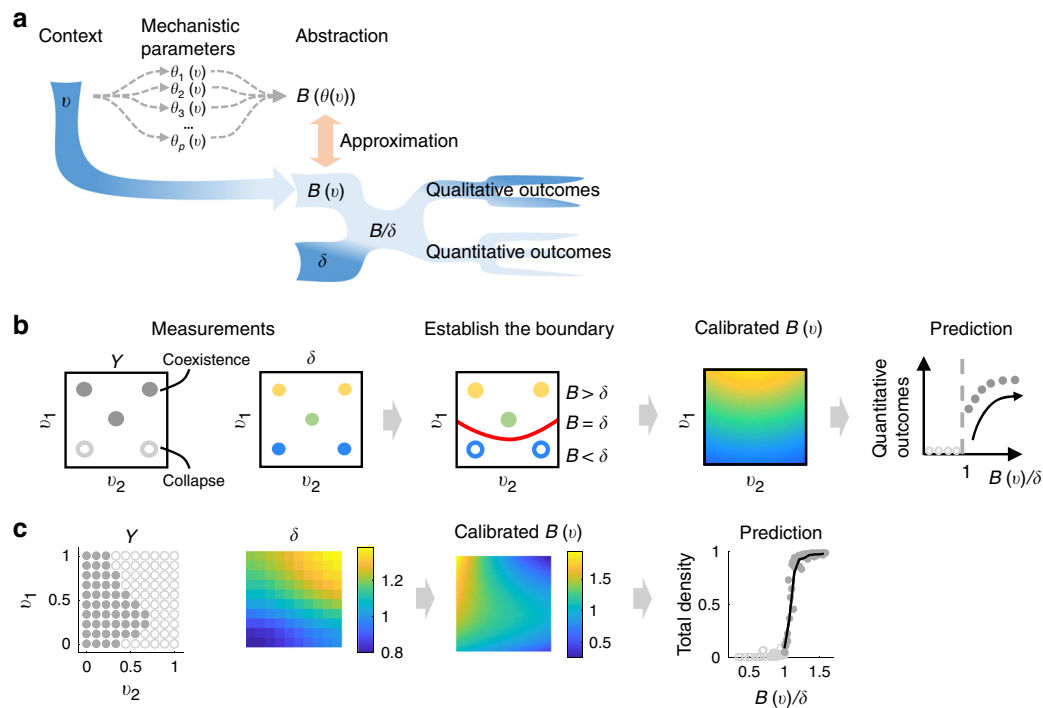 a
Context
Mechanistic
parameters
Abstraction
υ
θ1 (υ)
θ2 (υ)
θ3 (υ)
...
θp (υ)
B (θ(υ))
Approximation
B (υ)
B/δ
δ
Qualitative outcomes
Quantitative outcomes
b
Measurements
Establish the boundary
Calibrated B (υ)
Prediction
Y
Coexistence
δ
υ1
υ2
Collapse
υ2
B > δ
B = δ
B < δ
υ1
υ2
υ1
υ2
Quantitative
outcomes
1
B (υ)/δ
c
Y
δ
Calibrated B (υ)
Prediction
1
0.5
0
υ1
0 0.5 1
υ2
1.2
1
0.8
1.5
1
0.5
Total density
1
0.5
0
0.5 1 1.5
B (υ)/δ